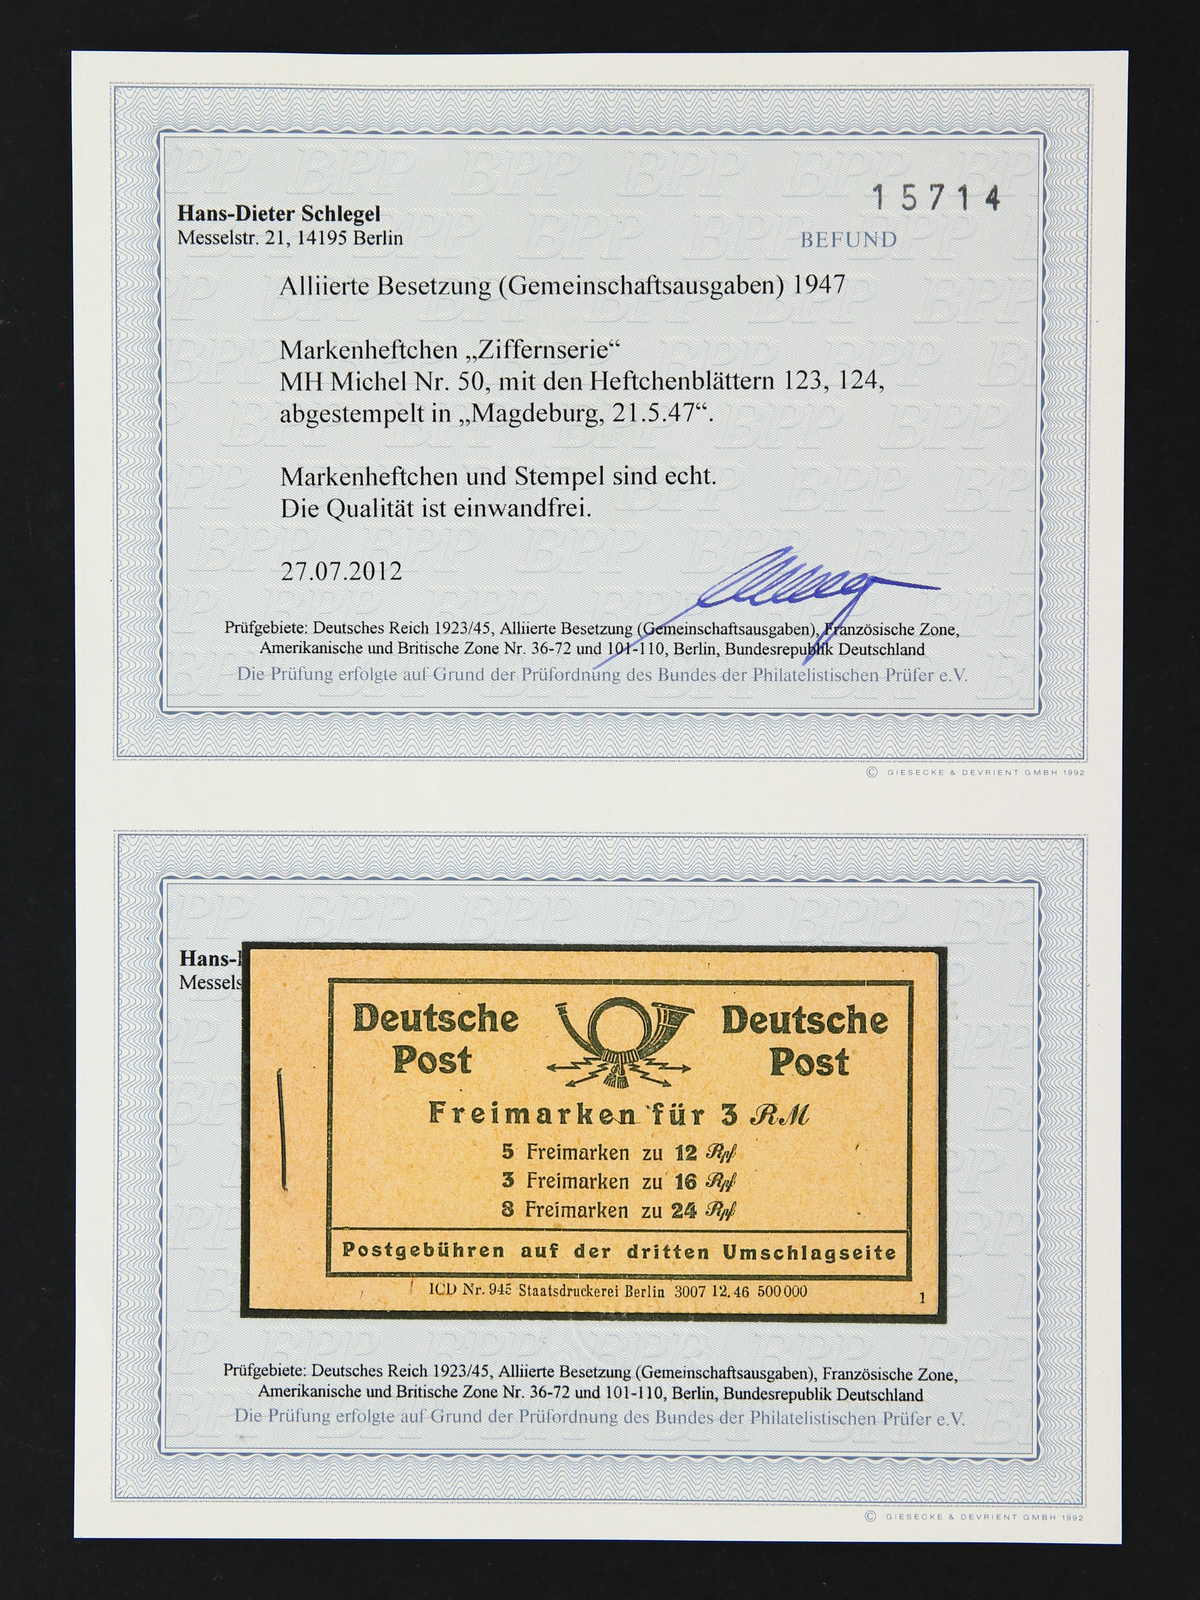 15714
Hans-Dieter Schlegel
Messelstr. 21, 14195 Berlin
BEFUND
Alliierte Besetzung (Gemeinschaftsausgaben) 1947
Markenheftchen „Ziffernserie“
MH Michel Nr. 50, mit den Heftchenblättern 123, 124,
abgestempelt in „Magdeburg, 21.5.47“.
Markenheftchen und Stempel sind echt.
Die Qualität ist einwandfrei.
27.07.2012
Prüfgebiete: Deutsches Reich 1923/45, Alliierte Besetzung (Gemeinschaftsausgaben), Französische Zone,
Amerikanische und Britische Zone Nr. 36-72 und 101-110, Berlin, Bundesrepublik Deutschland
Die Prüfung erfolgte auf Grund der Prüfordnung des Bundes der Philatelistischen Prüfer e.V.
© GIESECKE & DEVRIENT GMBH 1992
Hans-
Messels
Deutsche Post
Deutsche Post
Freimarken für 3 RM
5 Freimarken zu 12 Rpf
3 Freimarken zu 16 Rpf
8 Freimarken zu 24 Rpf
Postgebühren auf der dritten Umschlagseite
ICD Nr. 945 Staatsdruckerei Berlin 3007 12.46 500 000
1
Prüfgebiete: Deutsches Reich 1923/45, Alliierte Besetzung (Gemeinschaftsausgaben), Französische Zone,
Amerikanische und Britische Zone Nr. 36-72 und 101-110, Berlin, Bundesrepublik Deutschland
Die Prüfung erfolgte auf Grund der Prüfordnung des Bundes der Philatelistischen Prüfer e.V.
© GIESECKE & DEVRIENT GMBH 1992